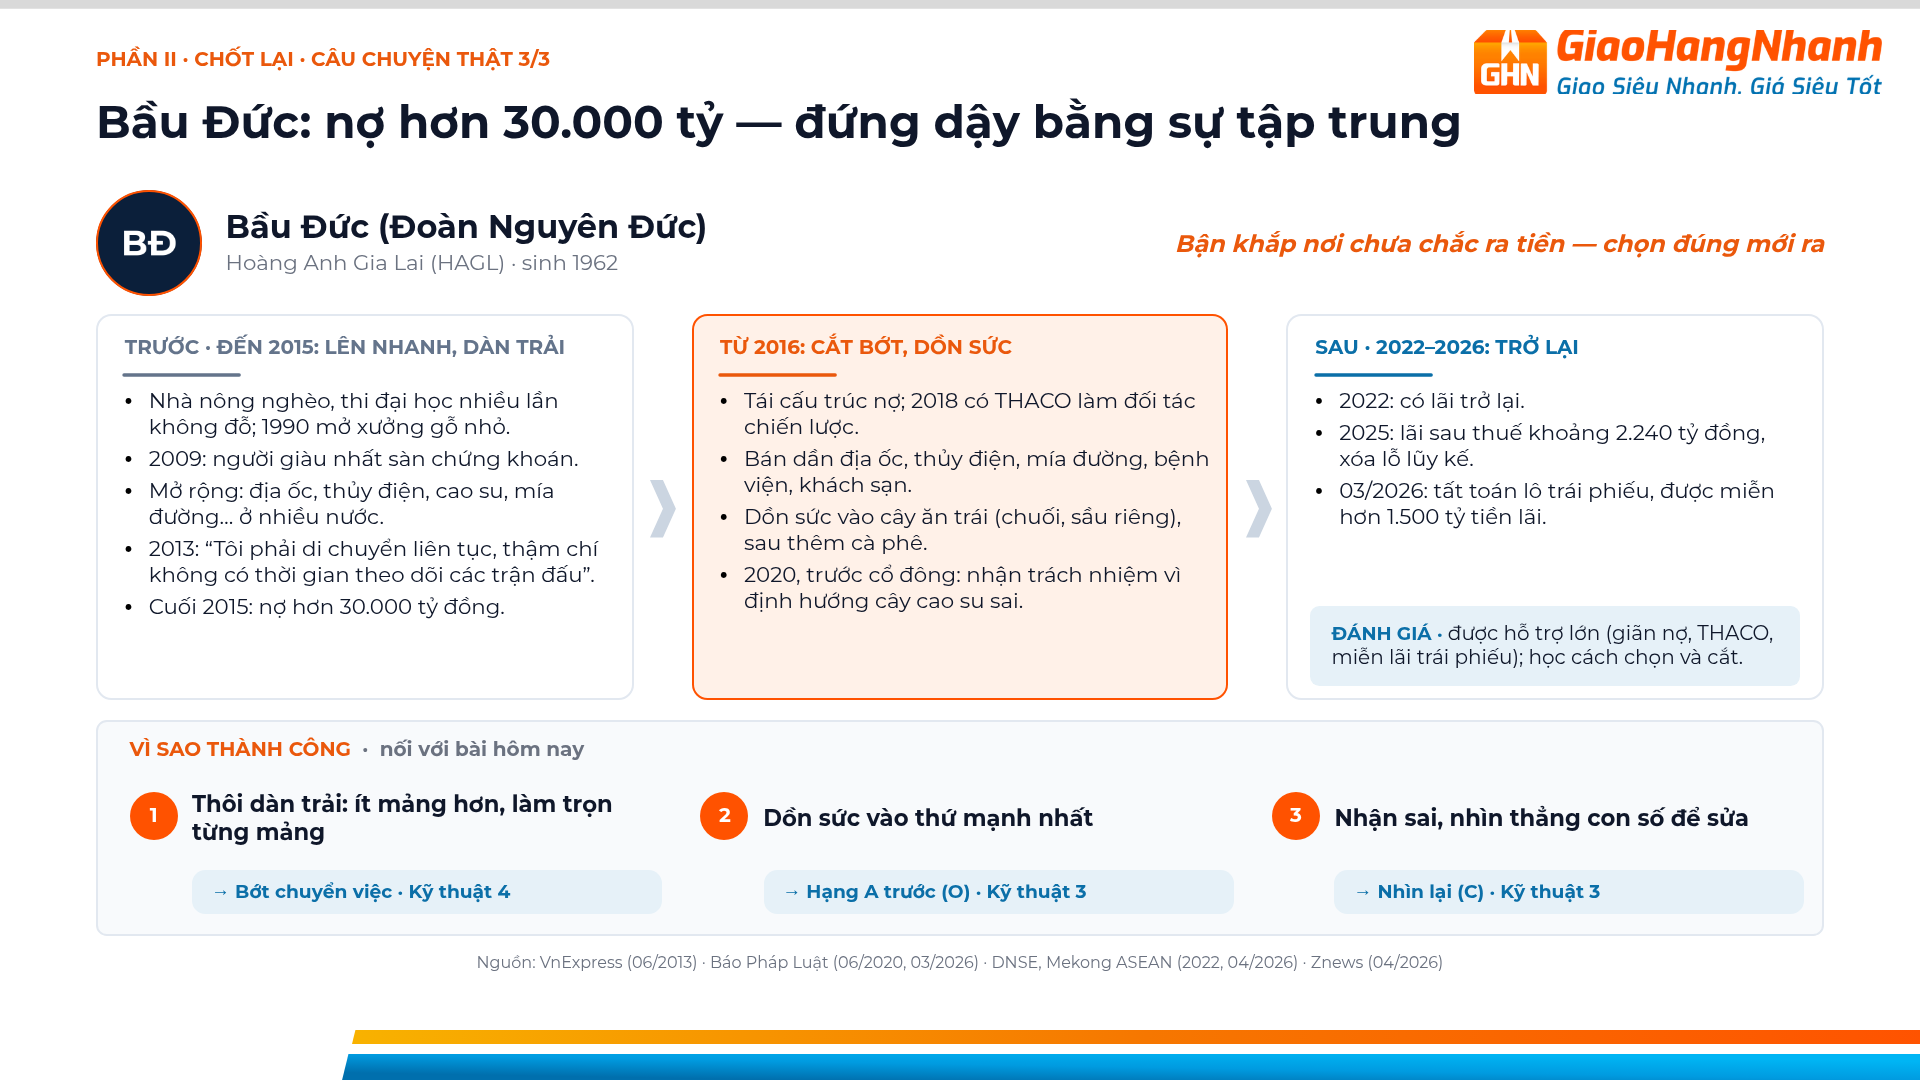 PHẦN II · CHỐT LẠI · CÂU CHUYỆN THẬT 3/3
GHN
GiaoHangNhanh
Giao Siêu Nhanh, Giá Siêu Tốt
Bầu Đức: nợ hơn 30.000 tỷ — đứng dậy bằng sự tập trung
BĐ
Bầu Đức (Đoàn Nguyên Đức)
Hoàng Anh Gia Lai (HAGL) · sinh 1962
Bận khắp nơi chưa chắc ra tiền — chọn đúng mới ra
TRƯỚC · ĐẾN 2015: LÊN NHANH, DÀN TRẢI
• Nhà nông nghèo, thi đại học nhiều lần
không đỗ; 1990 mở xưởng gỗ nhỏ.
• 2009: người giàu nhất sàn chứng khoán.
• Mở rộng: địa ốc, thủy điện, cao su, mía
đường... ở nhiều nước.
• 2013: “Tôi phải di chuyển liên tục, thậm chí
không có thời gian theo dõi các trận đấu”.
• Cuối 2015: nợ hơn 30.000 tỷ đồng.
TỪ 2016: CẮT BỚT, DỒN SỨC
• Tái cấu trúc nợ; 2018 có THACO làm đối tác
chiến lược.
• Bán dần địa ốc, thủy điện, mía đường, bệnh
viện, khách sạn.
• Dồn sức vào cây ăn trái (chuối, sầu riêng),
sau thêm cà phê.
• 2020, trước cổ đông: nhận trách nhiệm vì
định hướng cây cao su sai.
SAU · 2022–2026: TRỞ LẠI
• 2022: có lãi trở lại.
• 2025: lãi sau thuế khoảng 2.240 tỷ đồng,
xóa lỗ lũy kế.
• 03/2026: tất toán lô trái phiếu, được miễn
hơn 1.500 tỷ tiền lãi.
ĐÁNH GIÁ · được hỗ trợ lớn (giãn nợ, THACO,
miễn lãi trái phiếu); học cách chọn và cắt.
VÌ SAO THÀNH CÔNG · nối với bài hôm nay
1
Thôi dàn trải: ít mảng hơn, làm trọn
từng mảng
→ Bớt chuyển việc · Kỹ thuật 4
2
Dồn sức vào thứ mạnh nhất
→ Hạng A trước (O) · Kỹ thuật 3
3
Nhận sai, nhìn thẳng con số để sửa
→ Nhìn lại (C) · Kỹ thuật 3
Nguồn: VnExpress (06/2013) · Báo Pháp Luật (06/2020, 03/2026) · DNSE, Mekong ASEAN (2022, 04/2026) · Znews (04/2026)